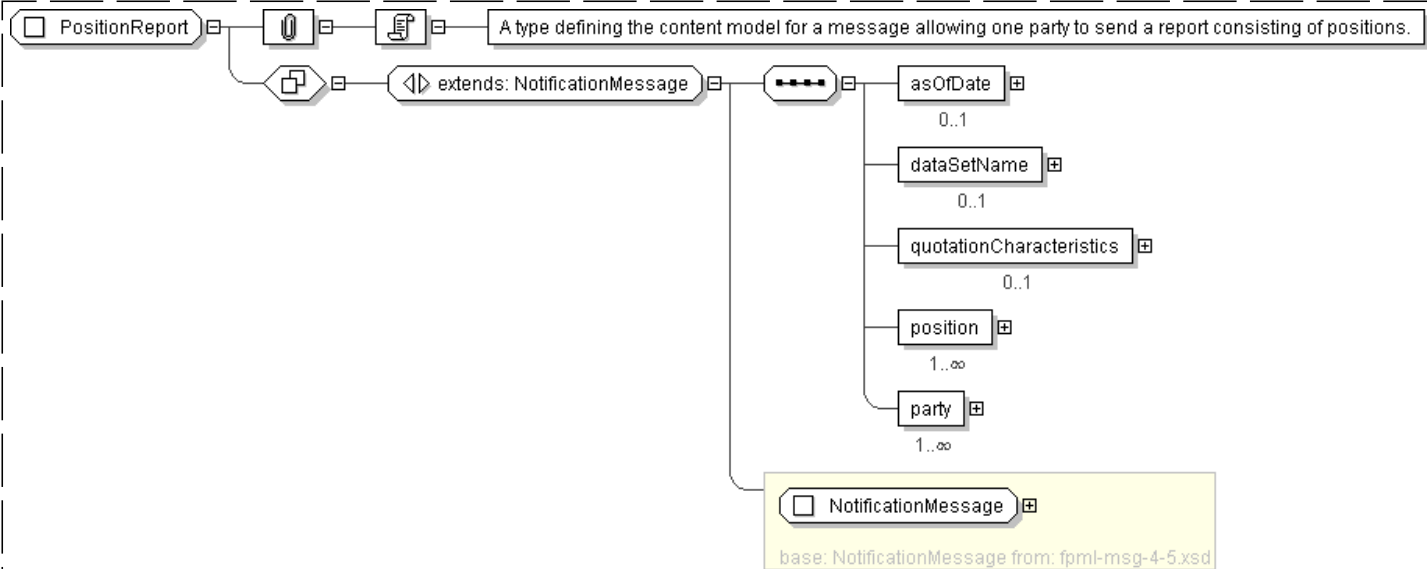 PositionReport
A type defining the content model for a message allowing one party to send a report consisting of positions.
extends: NotificationMessage
asOfDate
0..1
dataSetName
0..1
quotationCharacteristics
0..1
position
1..∞
party
1..∞
NotificationMessage
base: NotificationMessage from: fpml-msg-4-5.xsd